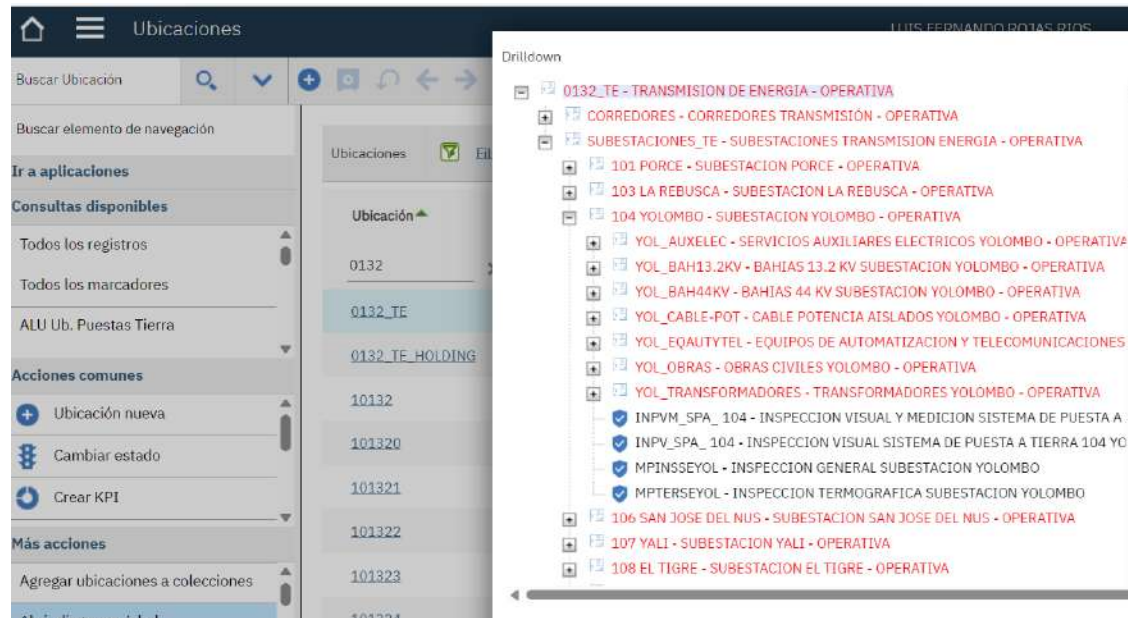 Ubicaciones
LUIS FERNANDO ROJAS RIOS
Buscar Ubicación
Buscar elemento de navegación
Ir a aplicaciones
Consultas disponibles
Todos los registros
Todos los marcadores
ALU Ub. Puestas Tierra
Acciones comunes
Ubicación nueva
Cambiar estado
Crear KPI
Más acciones
Agregar ubicaciones a colecciones
Ubicaciones
Ubicación
0132
0132_TE
0132_TE_HOLDING
10132
101320
101321
101322
101323
Drilldown
0132_TE - TRANSMISION DE ENERGIA - OPERATIVA
CORREDORES - CORREDORES TRANSMISIÓN - OPERATIVA
SUBESTACIONES_TE - SUBESTACIONES TRANSMISION ENERGIA - OPERATIVA
101 PORCE - SUBESTACION PORCE - OPERATIVA
103 LA REBUSCA - SUBESTACION LA REBUSCA - OPERATIVA
104 YOLOMBO - SUBESTACION YOLOMBO - OPERATIVA
YOL_AUXELEC - SERVICIOS AUXILIARES ELECTRICOS YOLOMBO - OPERATIVA
YOL_BAH13.2KV - BAHIAS 13.2 KV SUBESTACION YOLOMBO - OPERATIVA
YOL_BAH44KV - BAHIAS 44 KV SUBESTACION YOLOMBO - OPERATIVA
YOL_CABLE-POT - CABLE POTENCIA AISLADOS YOLOMBO - OPERATIVA
YOL_EQAUTYTEL - EQUIPOS DE AUTOMATIZACION Y TELECOMUNICACIONES
YOL_OBRAS - OBRAS CIVILES YOLOMBO - OPERATIVA
YOL_TRANSFORMADORES - TRANSFORMADORES YOLOMBO - OPERATIVA
INPVM_SPA_ 104 - INSPECCION VISUAL Y MEDICION SISTEMA DE PUESTA A
INPV_SPA_ 104 - INSPECCION VISUAL SISTEMA DE PUESTA A TIERRA 104 YO
MPINSSEYOL - INSPECCION GENERAL SUBESTACION YOLOMBO
MPTERSEYOL - INSPECCION TERMOGRAFICA SUBESTACION YOLOMBO
106 SAN JOSE DEL NUS - SUBESTACION SAN JOSE DEL NUS - OPERATIVA
107 YALI - SUBESTACION YALI - OPERATIVA
108 EL TIGRE - SUBESTACION EL TIGRE - OPERATIVA